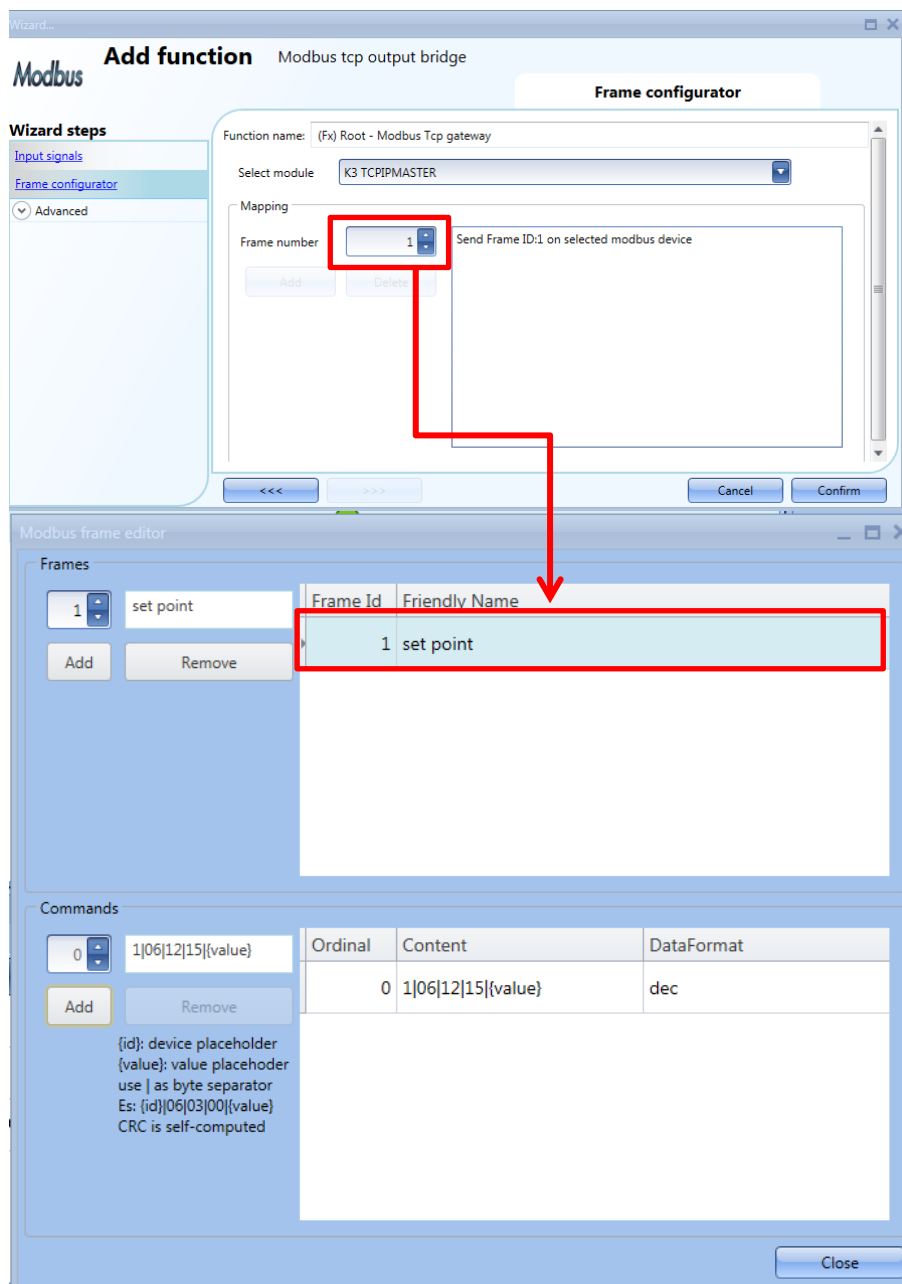 Wizard...
Modbus
Add function Modbus tcp output bridge
Frame configurator
Wizard steps
Input signals
Frame configurator
Advanced
Function name: (Fx) Root - Modbus Tcp gateway
Select module K3 TCPIPMASTER
Mapping
Frame number 1
Add Delete
Send Frame ID:1 on selected modbus device
<<< >>> Cancel Confirm
Modbus frame editor
Frames
1 set point
Add Remove
Frame Id Friendly Name
1 set point
Commands
0 1|06|12|15|{value}
Add Remove
{id}: device placeholder
{value}: value placehoder
use | as byte separator
Es: {id}|06|03|00|{value}
CRC is self-computed
Ordinal Content DataFormat
0 1|06|12|15|{value} dec
Close